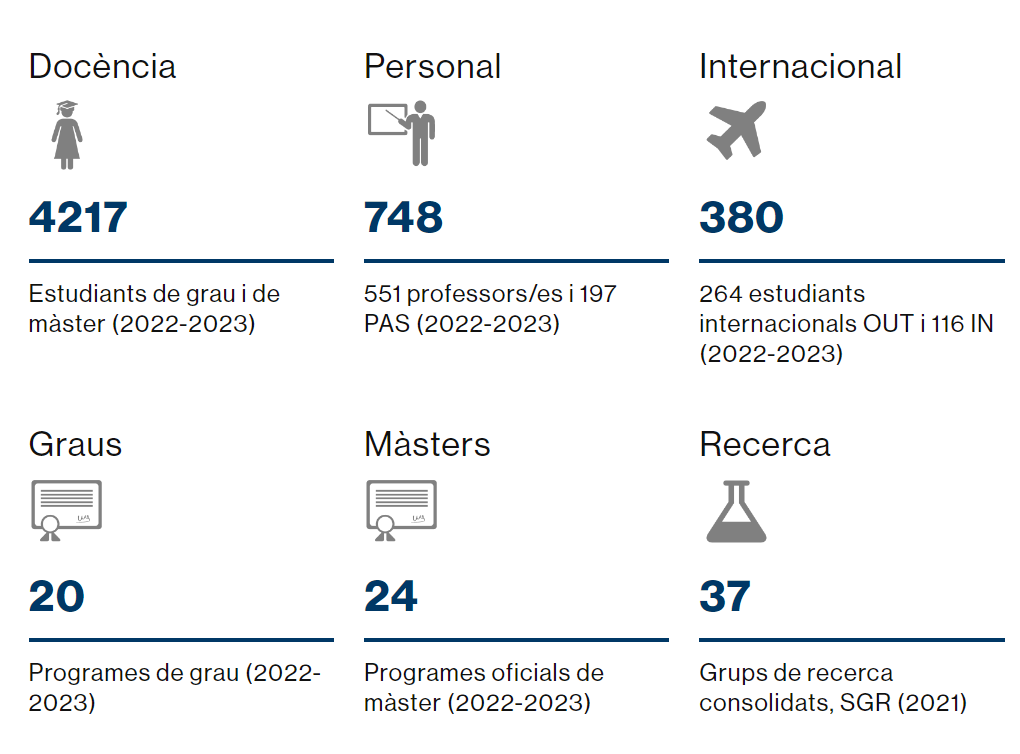 Docència
Personal
Internacional
4217
748
380
Estudiants de grau i de
màster (2022-2023)
551 professors/es i 197
PAS (2022-2023)
264 estudiants
internacionals OUT i 116 IN
(2022-2023)
Graus
Màsters
Recerca
20
24
37
Programes de grau (2022-
2023)
Programes oficials de
màster (2022-2023)
Grups de recerca
consolidats, SGR (2021)